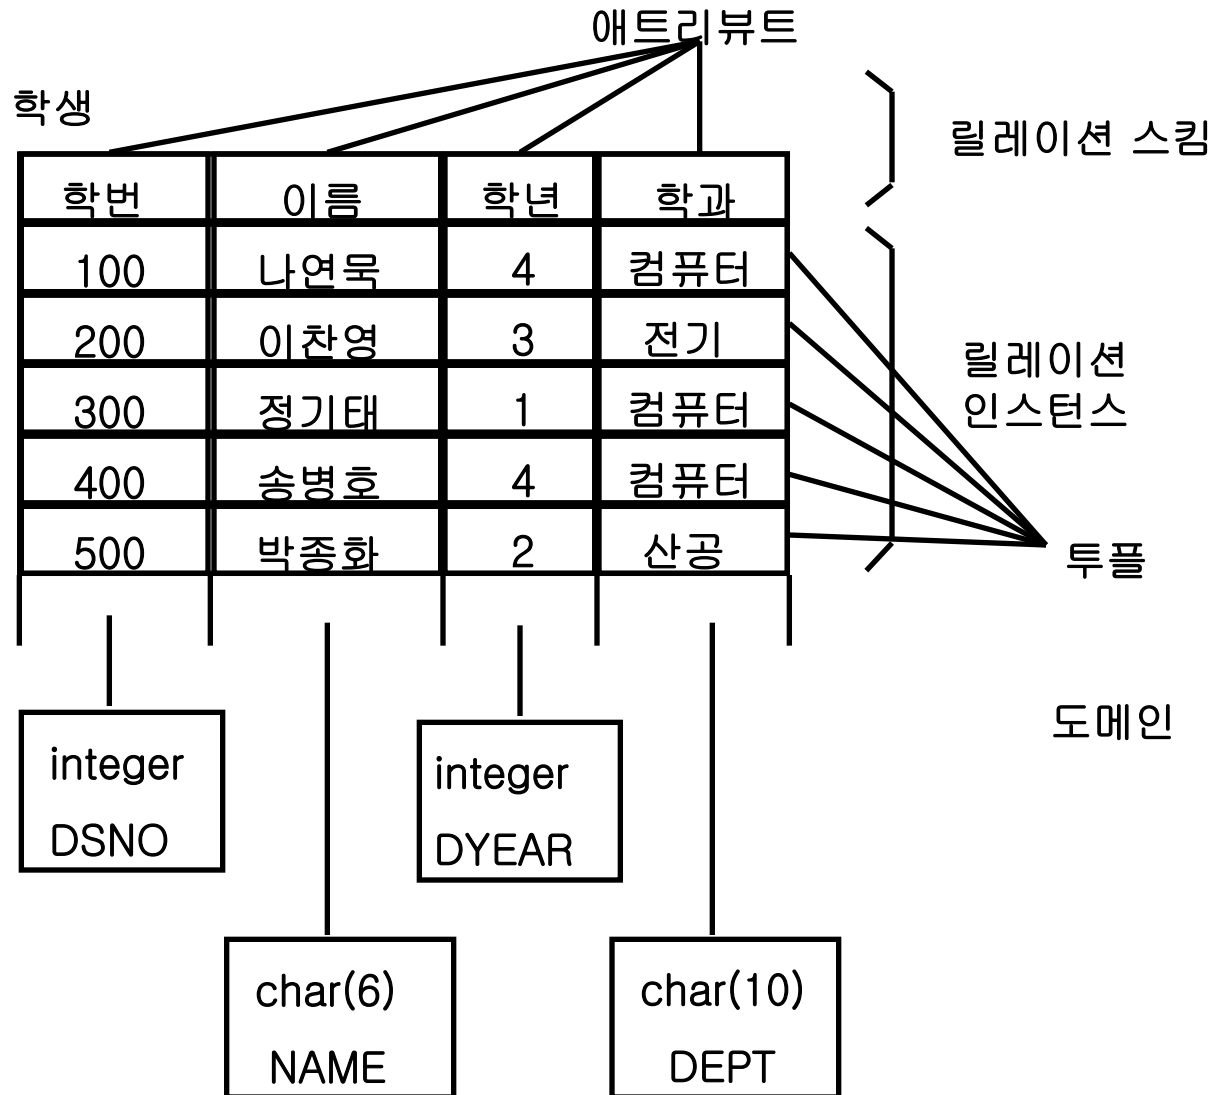 애트리뷰트
학생
릴레이션 스킴
학번 이름 학년 학과
100 나연묵 4 컴퓨터
200 이찬영 3 전기
릴레이션
인스턴스
300 정기태 1 컴퓨터
400 송병호 4 컴퓨터
500 박종화 2 산공
투플
도메인
integer
DSNO
integer
DYEAR
char(6)
NAME
char(10)
DEPT